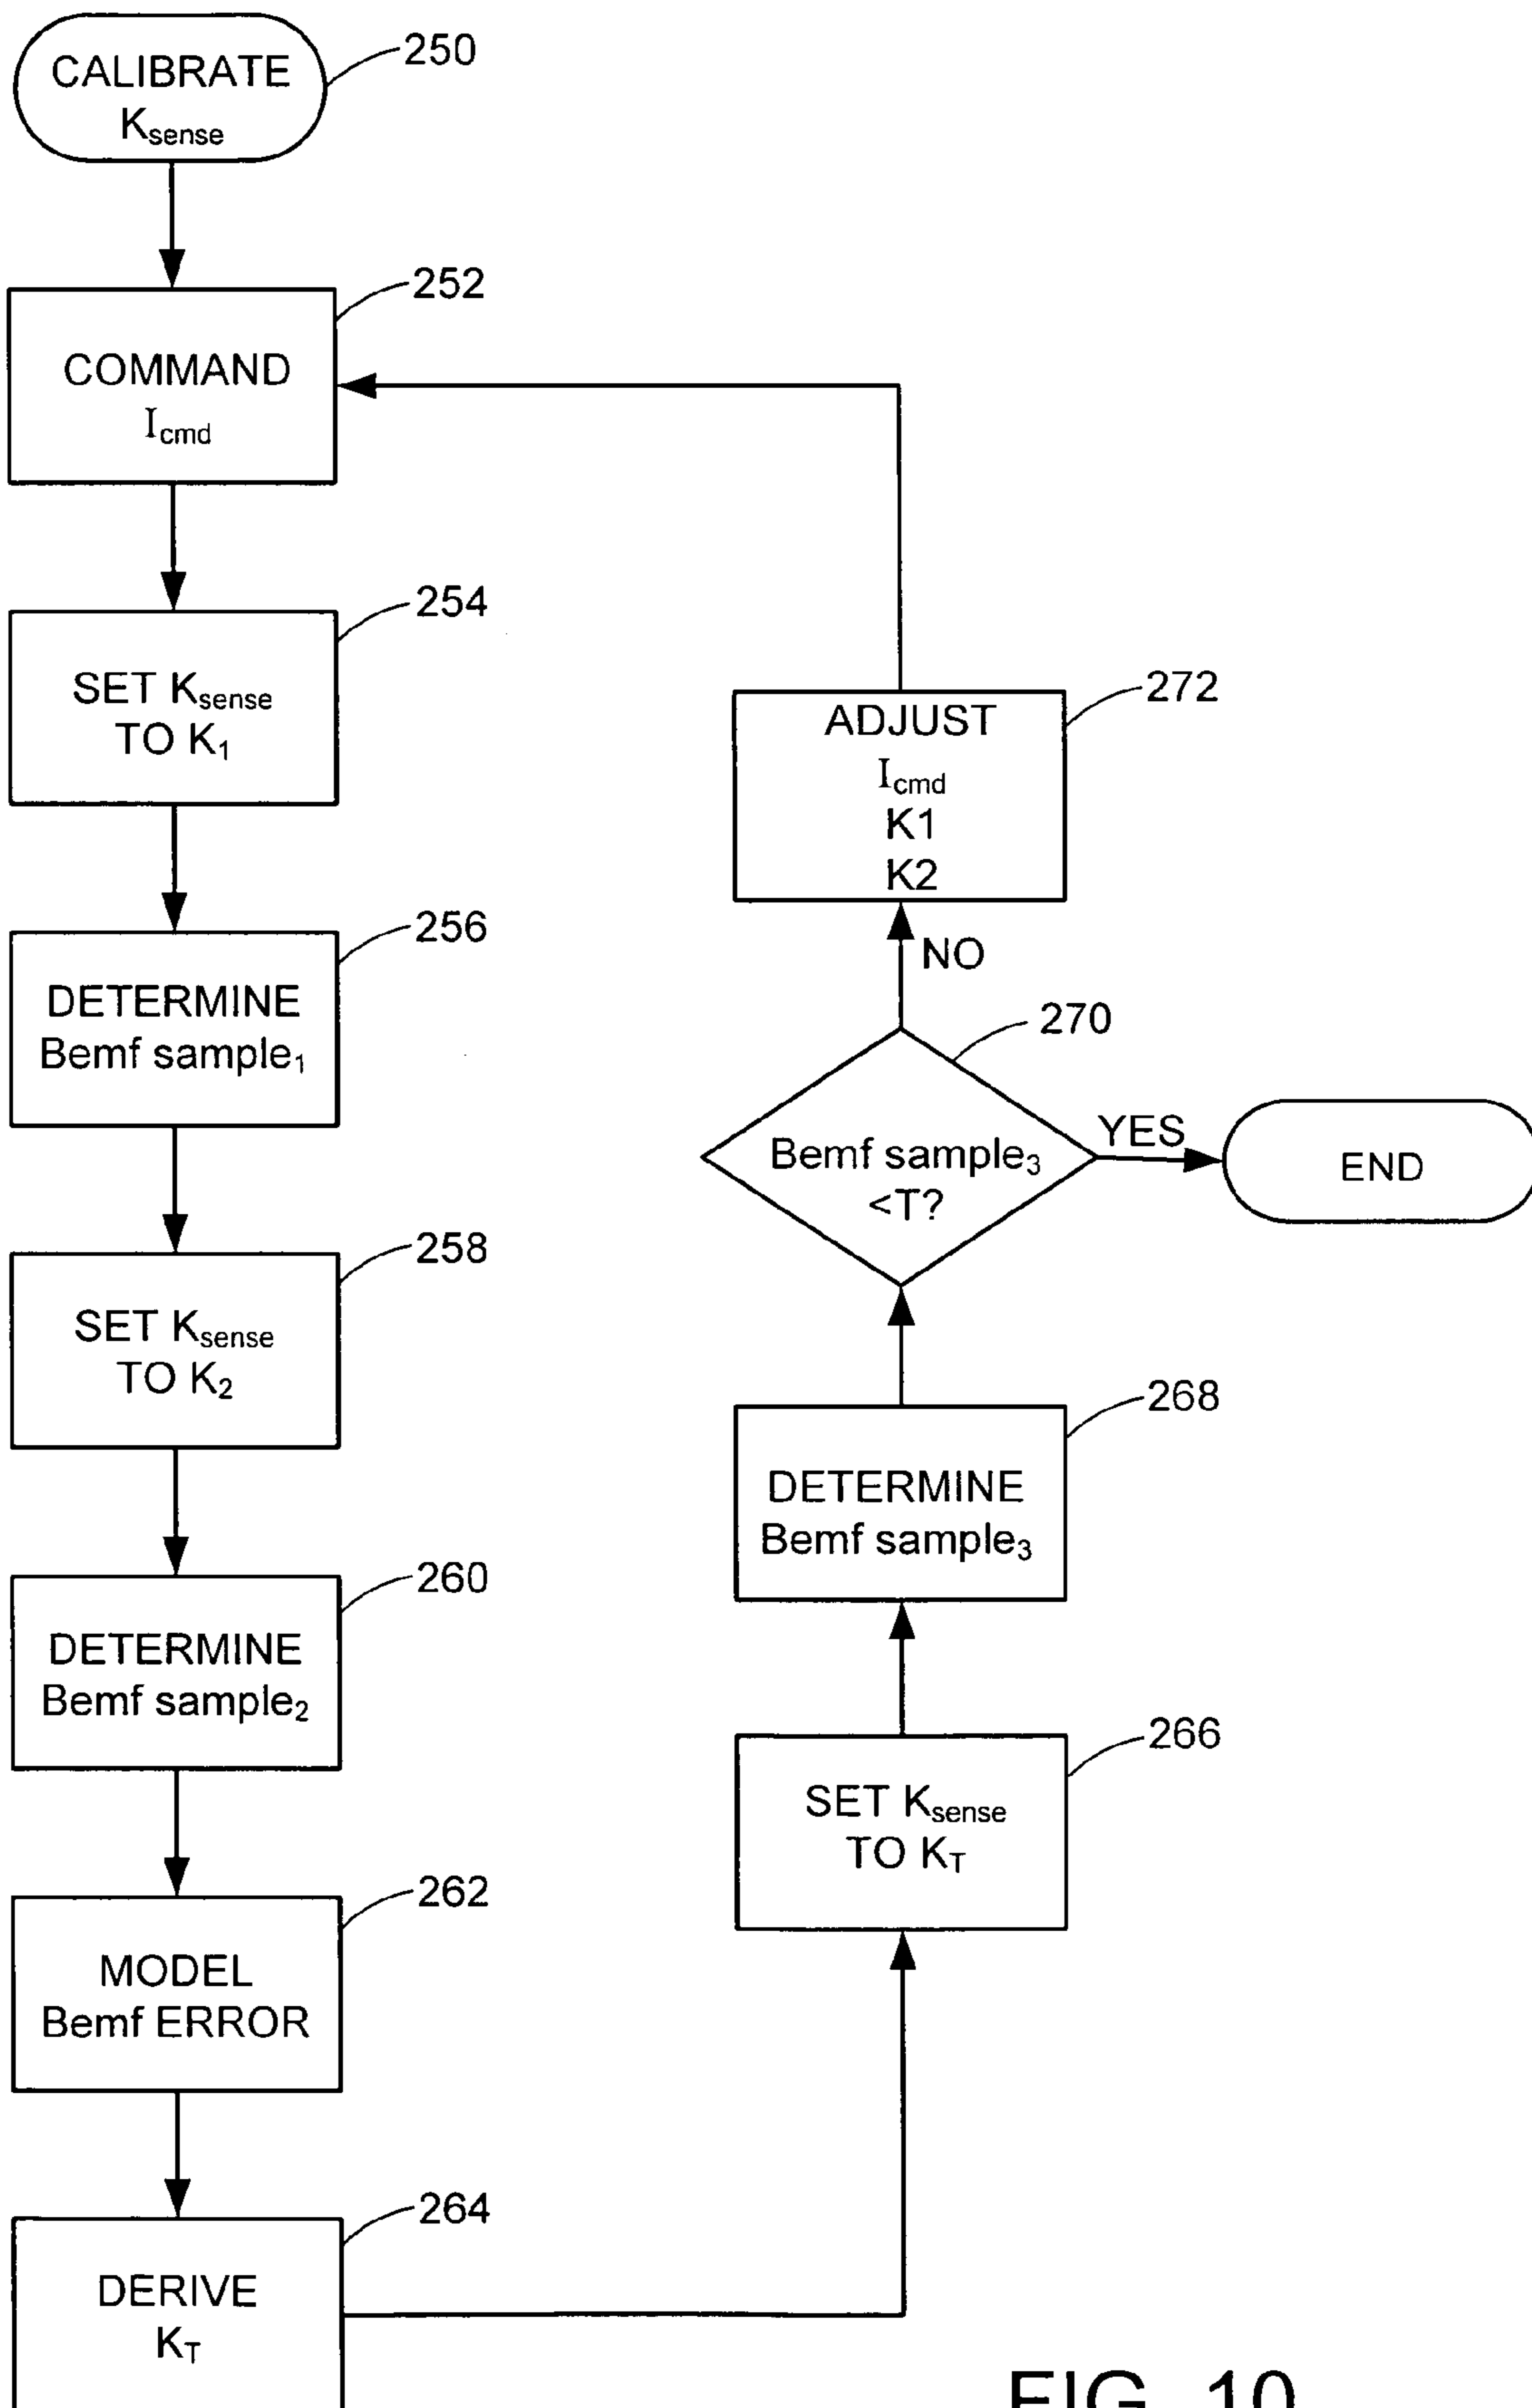 CALIBRATE
Ksense
250
COMMAND
Icmd
252
SET Ksense
TO K1
254
DETERMINE
Bemf sample1
256
SET Ksense
TO K2
258
DETERMINE
Bemf sample2
260
MODEL
Bemf ERROR
262
DERIVE
KT
264
SET Ksense
TO KT
266
DETERMINE
Bemf sample3
268
Bemf sample3
<T?
270
YES
END
NO
ADJUST
Icmd
K1
K2
272
FIG. 10